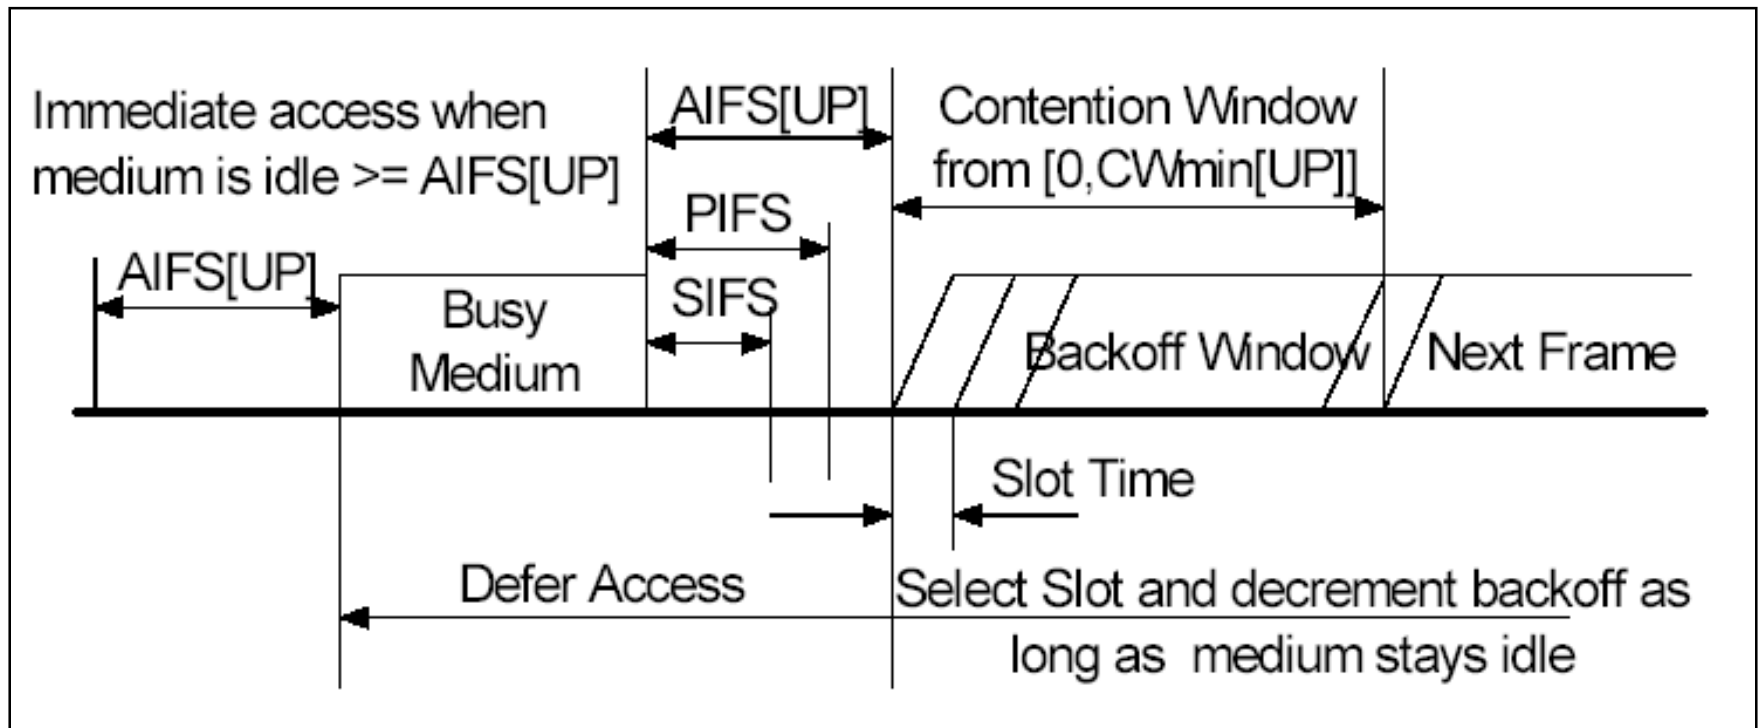 Immediate access when
medium is idle >= AIFS[UP]
AIFS[UP]
Contention Window
from [0,CWmin[UP]]
PIFS
AIFS[UP]
SIFS
Busy
Medium
Backoff Window
Next Frame
Slot Time
Defer Access
Select Slot and decrement backoff as
long as medium stays idle